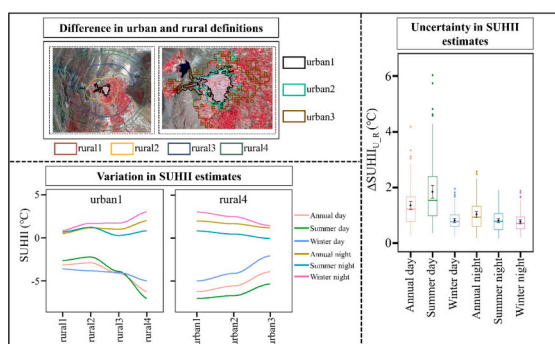 Difference in urban and rural definitions
urban1
urban2
urban3
rural1 rural2 rural3 rural4
Variation in SUHII estimates
urban1 rural4
SUHII (°C)
5
0
-5
rural1 rural2 rural3 rural4
urban1 urban2 urban3
Annual day
Summer day
Winter day
Annual night
Summer night
Winter night
Uncertainty in SUHII
estimates
ΔSUHII U_R (°C)
6
4
2
0
Annual day
Summer day
Winter day
Annual night
Summer night
Winter night